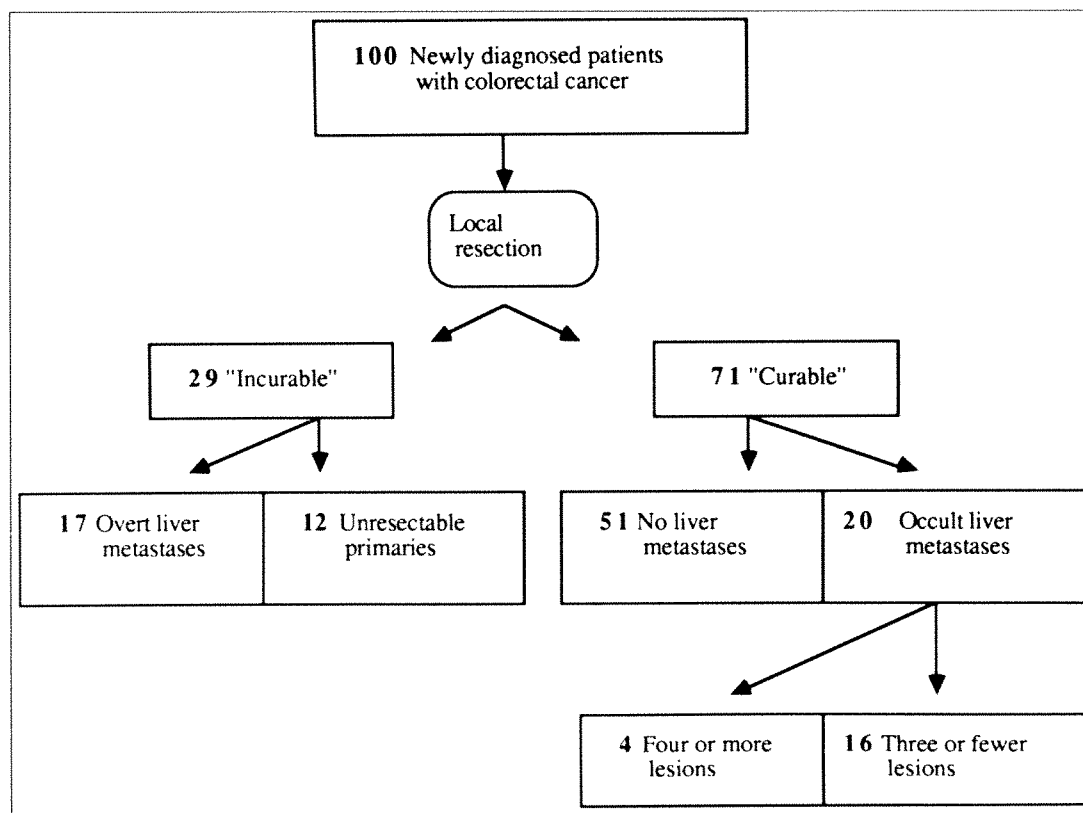 100 Newly diagnosed patients
with colorectal cancer
Local
resection
29 "Incurable"
71 "Curable"
17 Overt liver
metastases
12 Unresectable
primaries
51 No liver
metastases
20 Occult liver
metastases
4 Four or more
lesions
16 Three or fewer
lesions